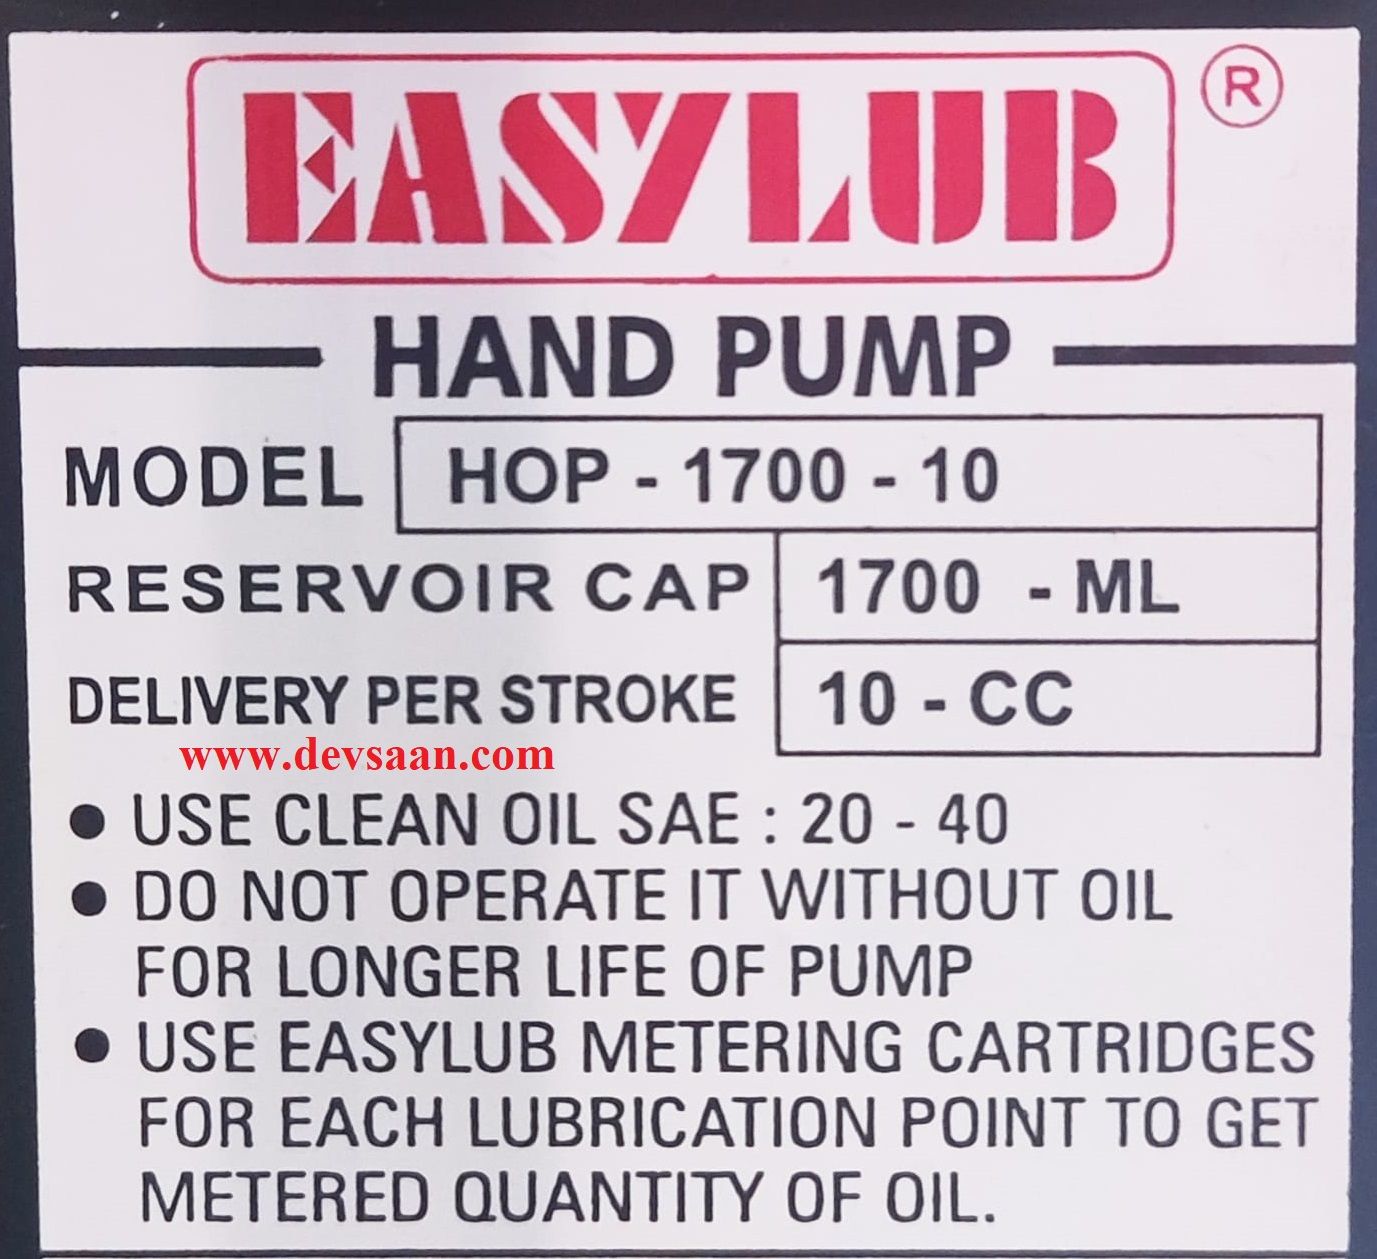 EASYLUB ®
HAND PUMP
MODEL HOP - 1700 - 10
RESERVOIR CAP 1700 - ML
DELIVERY PER STROKE 10 - CC
www.devsaan.com
● USE CLEAN OIL SAE : 20 - 40
● DO NOT OPERATE IT WITHOUT OIL
FOR LONGER LIFE OF PUMP
● USE EASYLUB METERING CARTRIDGES
FOR EACH LUBRICATION POINT TO GET
METERED QUANTITY OF OIL.